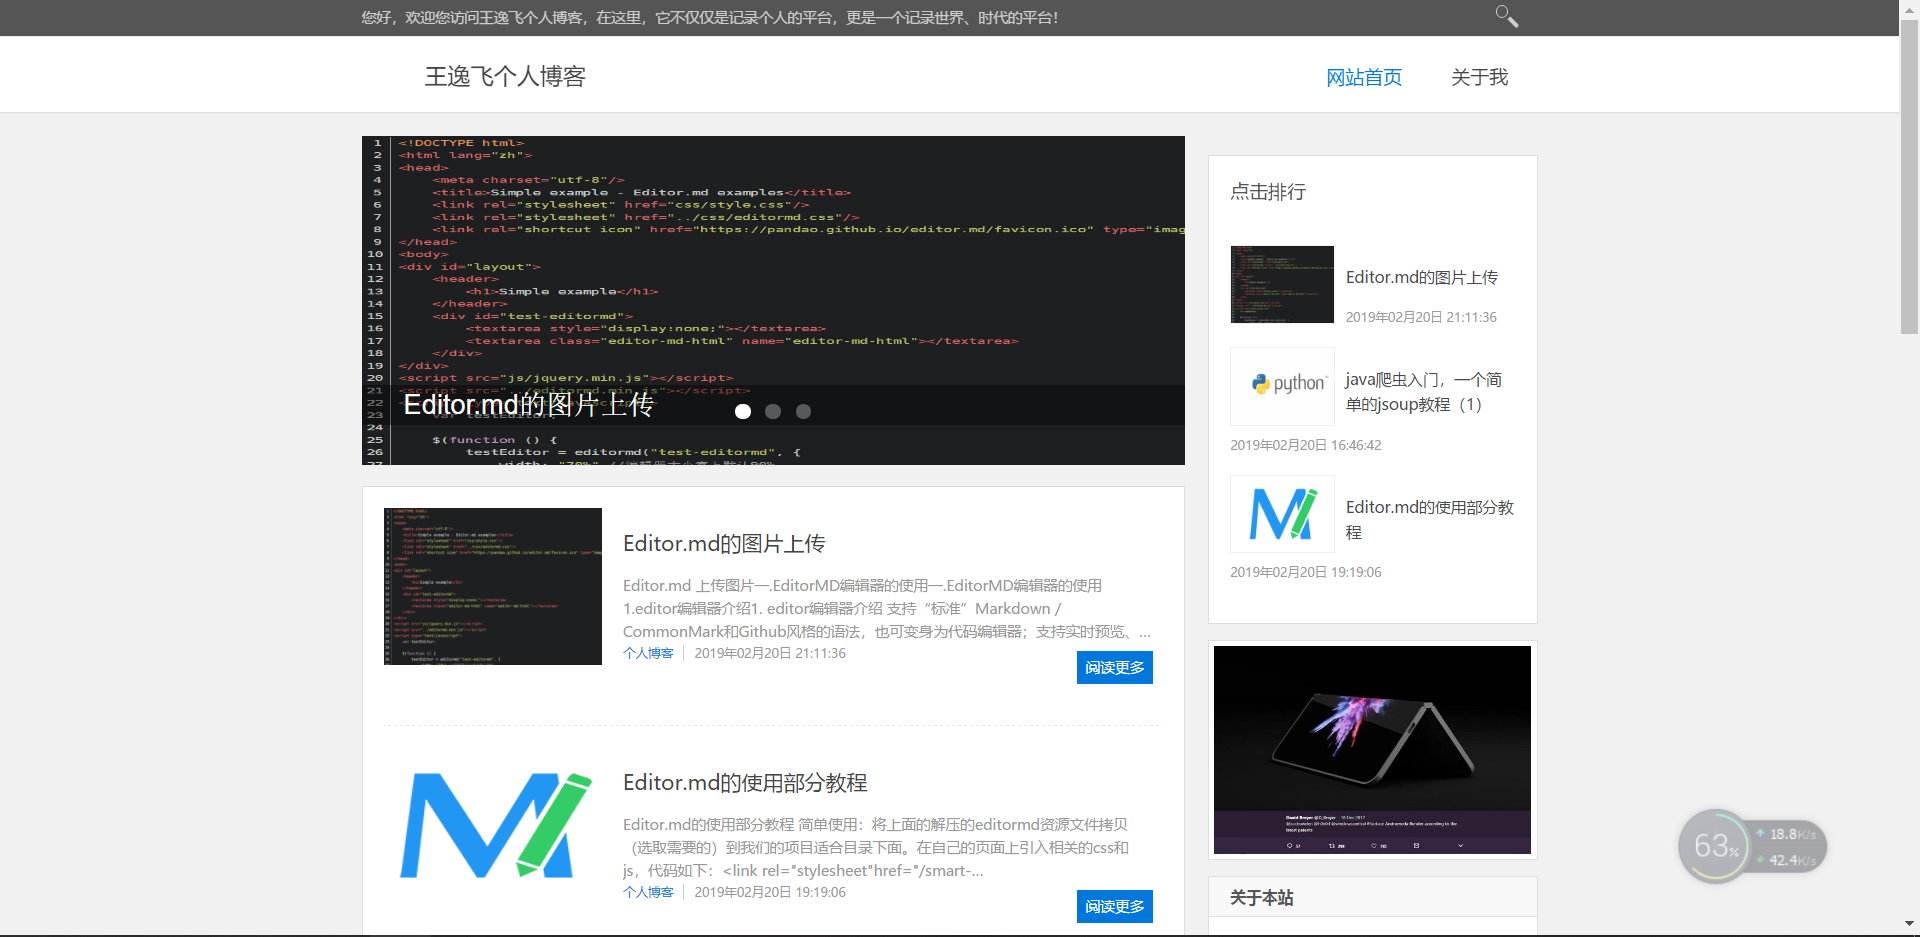 您好，欢迎您访问王逸飞个人博客，在这里，它不仅仅是记录个人的平台，更是一个记录世界、时代的平台!
王逸飞个人博客
网站首页
关于我
1 <!DOCTYPE html>
2 <html lang="zh">
3 <head>
4 <meta charset="utf-8"/>
5 <title>Simple example - Editor.md examples</title>
6 <link rel="stylesheet" href="css/style.css"/>
7 <link rel="stylesheet" href="../css/editormd.css"/>
8 <link rel="shortcut icon" href="https://pandao.github.io/editor.md/favicon.ico" type="imag
9 </head>
10 <body>
11 <div id="layout">
12 <header>
13 <h1>Simple example</h1>
14 </header>
15 <div id="test-editormd">
16 <textarea style="display:none;"></textarea>
17 <textarea class="editor-md-html" name="editor-md-html"></textarea>
18 </div>
19 </div>
20 <script src="js/jquery.min.js"></script>
21 <script src="../editormd.min.js"></script>
22
23 var testEditor;
Editor.md的图片上传
24
25 $(function () {
26 testEditor = editormd("test-editormd", {
27 width: "70%",
Editor.md的图片上传
Editor.md 上传图片一.EditorMD编辑器的使用一.EditorMD编辑器的使用
1.editor编辑器介绍1. editor编辑器介绍 支持“标准”Markdown /
CommonMark和Github风格的语法，也可变身为代码编辑器；支持实时预览、...
个人博客 2019年02月20日 21:11:36
阅读更多
Editor.md的使用部分教程
Editor.md的使用部分教程 简单使用：将上面的解压的editormd资源文件拷贝
（选取需要的）到我们的项目适合目录下面。在自己的页面上引入相关的css和
js，代码如下：<link rel="stylesheet"href="/smart-...
个人博客 2019年02月20日 19:19:06
阅读更多
点击排行
Editor.md的图片上传
2019年02月20日 21:11:36
python
java爬虫入门，一个简
单的jsoup教程（1）
2019年02月20日 16:46:42
Editor.md的使用部分教
程
2019年02月20日 19:19:06
关于本站
63%
18.8K/s
42.4K/s